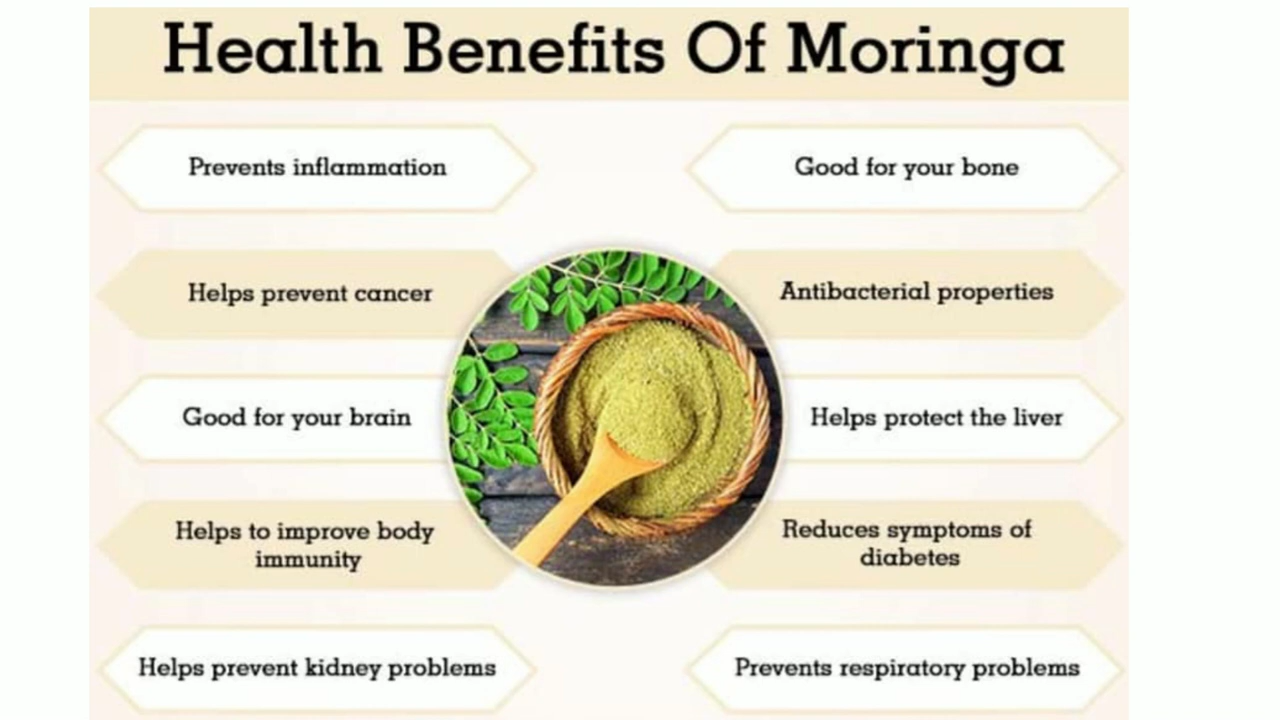 Health Benefits Of Moringa
Prevents inflammation
Good for your bone
Helps prevent cancer
Antibacterial properties
Good for your brain
Helps protect the liver
Helps to improve body
immunity
Reduces symptoms of
diabetes
Helps prevent kidney problems
Prevents respiratory problems